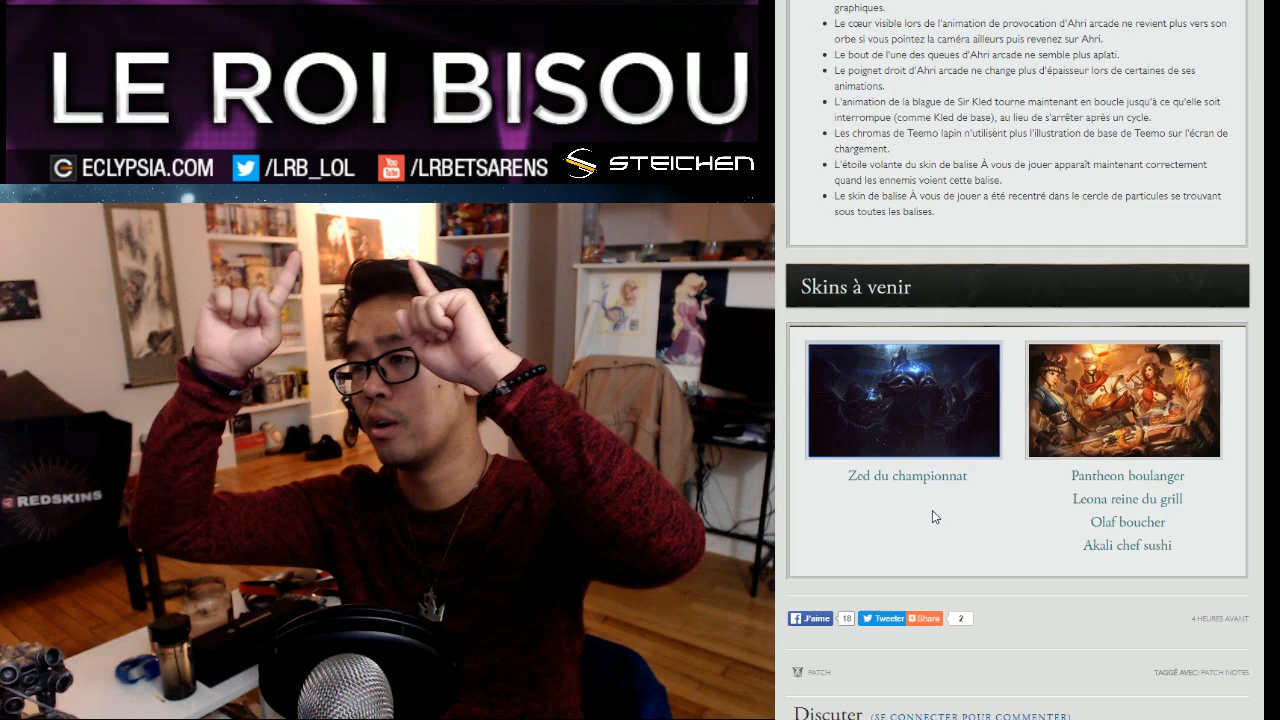 LE ROI BISOU
ECLYPSIA.COM /LRB_LOL You Tube /LRBETSARENS STEICHEN
REDSKINS
graphiques.
Le cœur visible lors de l'animation de provocation d'Ahri arcade ne revient plus vers son
orbe si vous pointez la caméra ailleurs puis revenez sur Ahri.
Le bout de l'une des queues d'Ahri arcade ne semble plus aplati.
Le poignet droit d'Ahri arcade ne change plus d'épaisseur lors de certaines de ses
animations.
L'animation de la blague de Sir Kled tourne maintenant en boucle jusqu'à ce qu'elle soit
interrompue (comme Kled de base), au lieu de s'arrêter après un cycle.
Les chromas de Teemo lapin n'utilisent plus l'illustration de base de Teemo sur l'écran de
chargement.
L'étoile volante du skin de balise À vous de jouer apparaît maintenant correctement
quand les ennemis voient cette balise.
Le skin de balise À vous de jouer a été recentré dans le cercle de particules se trouvant
sous toutes les balises.
Skins à venir
Zed du championnat
Pantheon boulanger
Leona reine du grill
Olaf boucher
Akali chef sushi
J'aime 18 Tweeter Share 2
4 HEURES AVANT
PATCH
TAGGÉ AVEC: PATCH NOTES
Discuter (SE CONNECTER POUR COMMENTER)